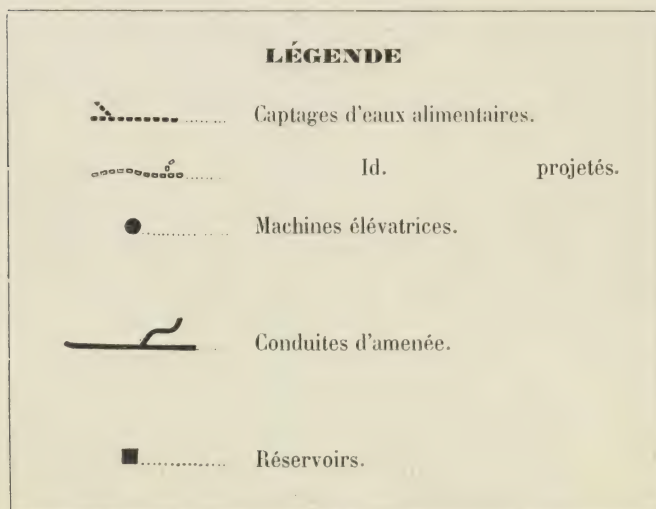 LÉGENDE
Captages d'eaux alimentaires.
Id. projetés.
Machines élévatrices.
Conduites d'amenée.
Réservoirs.